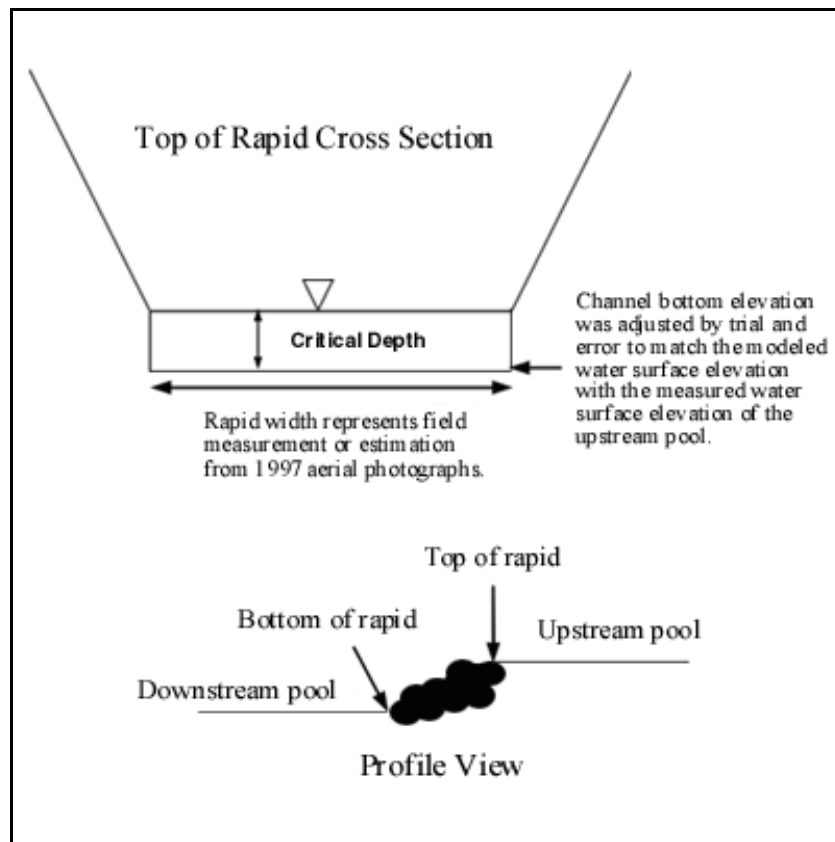 Top of Rapid Cross Section
Critical Depth
Channel bottom elevation
was adjusted by trial and
error to match the modeled
water surface elevation
with the measured water
surface elevation of the
upstream pool.
Rapid width represents field
measurement or estimation
from 1997 aerial photographs.
Top of rapid
Bottom of rapid
Upstream pool
Downstream pool
Profile View